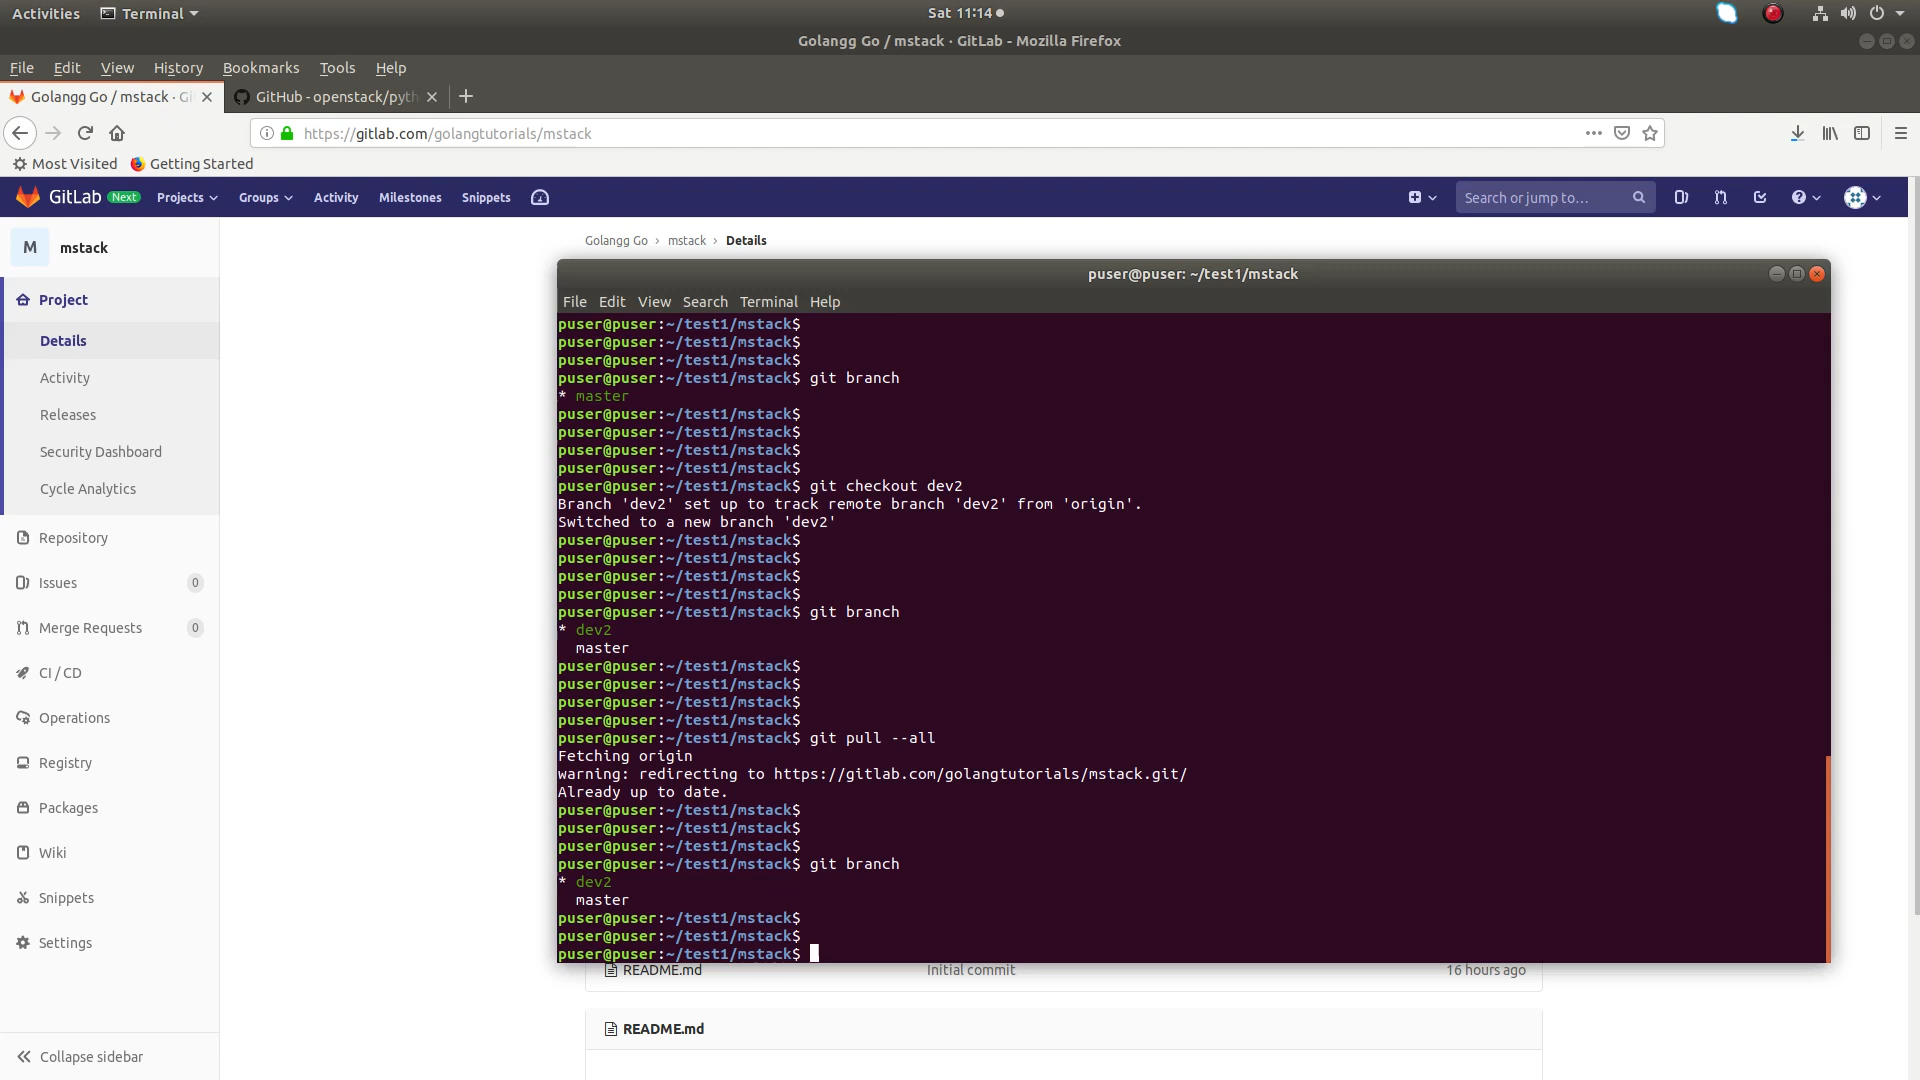 Activities Terminal Sat 11:14
Golangg Go / mstack · GitLab - Mozilla Firefox
File Edit View History Bookmarks Tools Help
Golangg Go / mstack · Gi GitHub - openstack/pyth
https://gitlab.com/golangtutorials/mstack
Most Visited Getting Started
GitLab Next Projects Groups Activity Milestones Snippets Search or jump to…
M mstack
Golangg Go › mstack › Details
Project
Details
Activity
Releases
Security Dashboard
Cycle Analytics
Repository
Issues 0
Merge Requests 0
CI / CD
Operations
Registry
Packages
Wiki
Snippets
Settings
Collapse sidebar
puser@puser: ~/test1/mstack
File Edit View Search Terminal Help
puser@puser:~/test1/mstack$
puser@puser:~/test1/mstack$
puser@puser:~/test1/mstack$
puser@puser:~/test1/mstack$ git branch
* master
puser@puser:~/test1/mstack$
puser@puser:~/test1/mstack$
puser@puser:~/test1/mstack$
puser@puser:~/test1/mstack$
puser@puser:~/test1/mstack$ git checkout dev2
Branch 'dev2' set up to track remote branch 'dev2' from 'origin'.
Switched to a new branch 'dev2'
puser@puser:~/test1/mstack$
puser@puser:~/test1/mstack$
puser@puser:~/test1/mstack$
puser@puser:~/test1/mstack$
puser@puser:~/test1/mstack$ git branch
* dev2
master
puser@puser:~/test1/mstack$
puser@puser:~/test1/mstack$
puser@puser:~/test1/mstack$
puser@puser:~/test1/mstack$
puser@puser:~/test1/mstack$ git pull --all
Fetching origin
warning: redirecting to https://gitlab.com/golangtutorials/mstack.git/
Already up to date.
puser@puser:~/test1/mstack$
puser@puser:~/test1/mstack$
puser@puser:~/test1/mstack$
puser@puser:~/test1/mstack$ git branch
* dev2
master
puser@puser:~/test1/mstack$
puser@puser:~/test1/mstack$
puser@puser:~/test1/mstack$
README.md Initial commit 16 hours ago
README.md